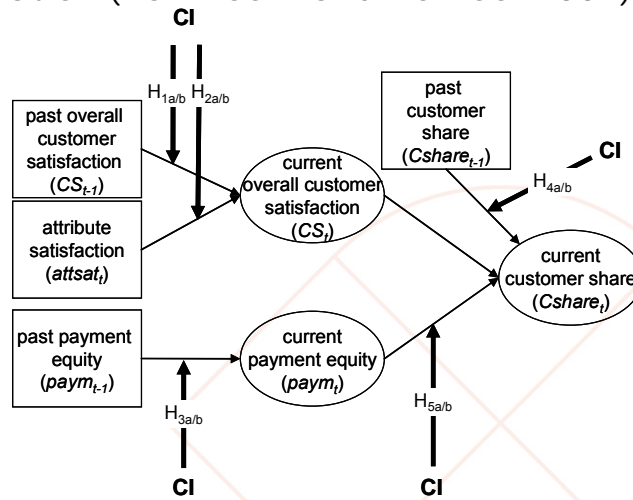 CI
H1a/b H2a/b
past overall
customer
satisfaction
(CSt-1)
attribute
satisfaction
(attsatt)
past payment
equity
(paymt-1)
current
overall customer
satisfaction
(CSt)
current
payment equity
(paymt)
past
customer
share
(Csharet-1)
CI
H4a/b
current
customer share
(Csharet)
H3a/b
H5a/b
CI
CI